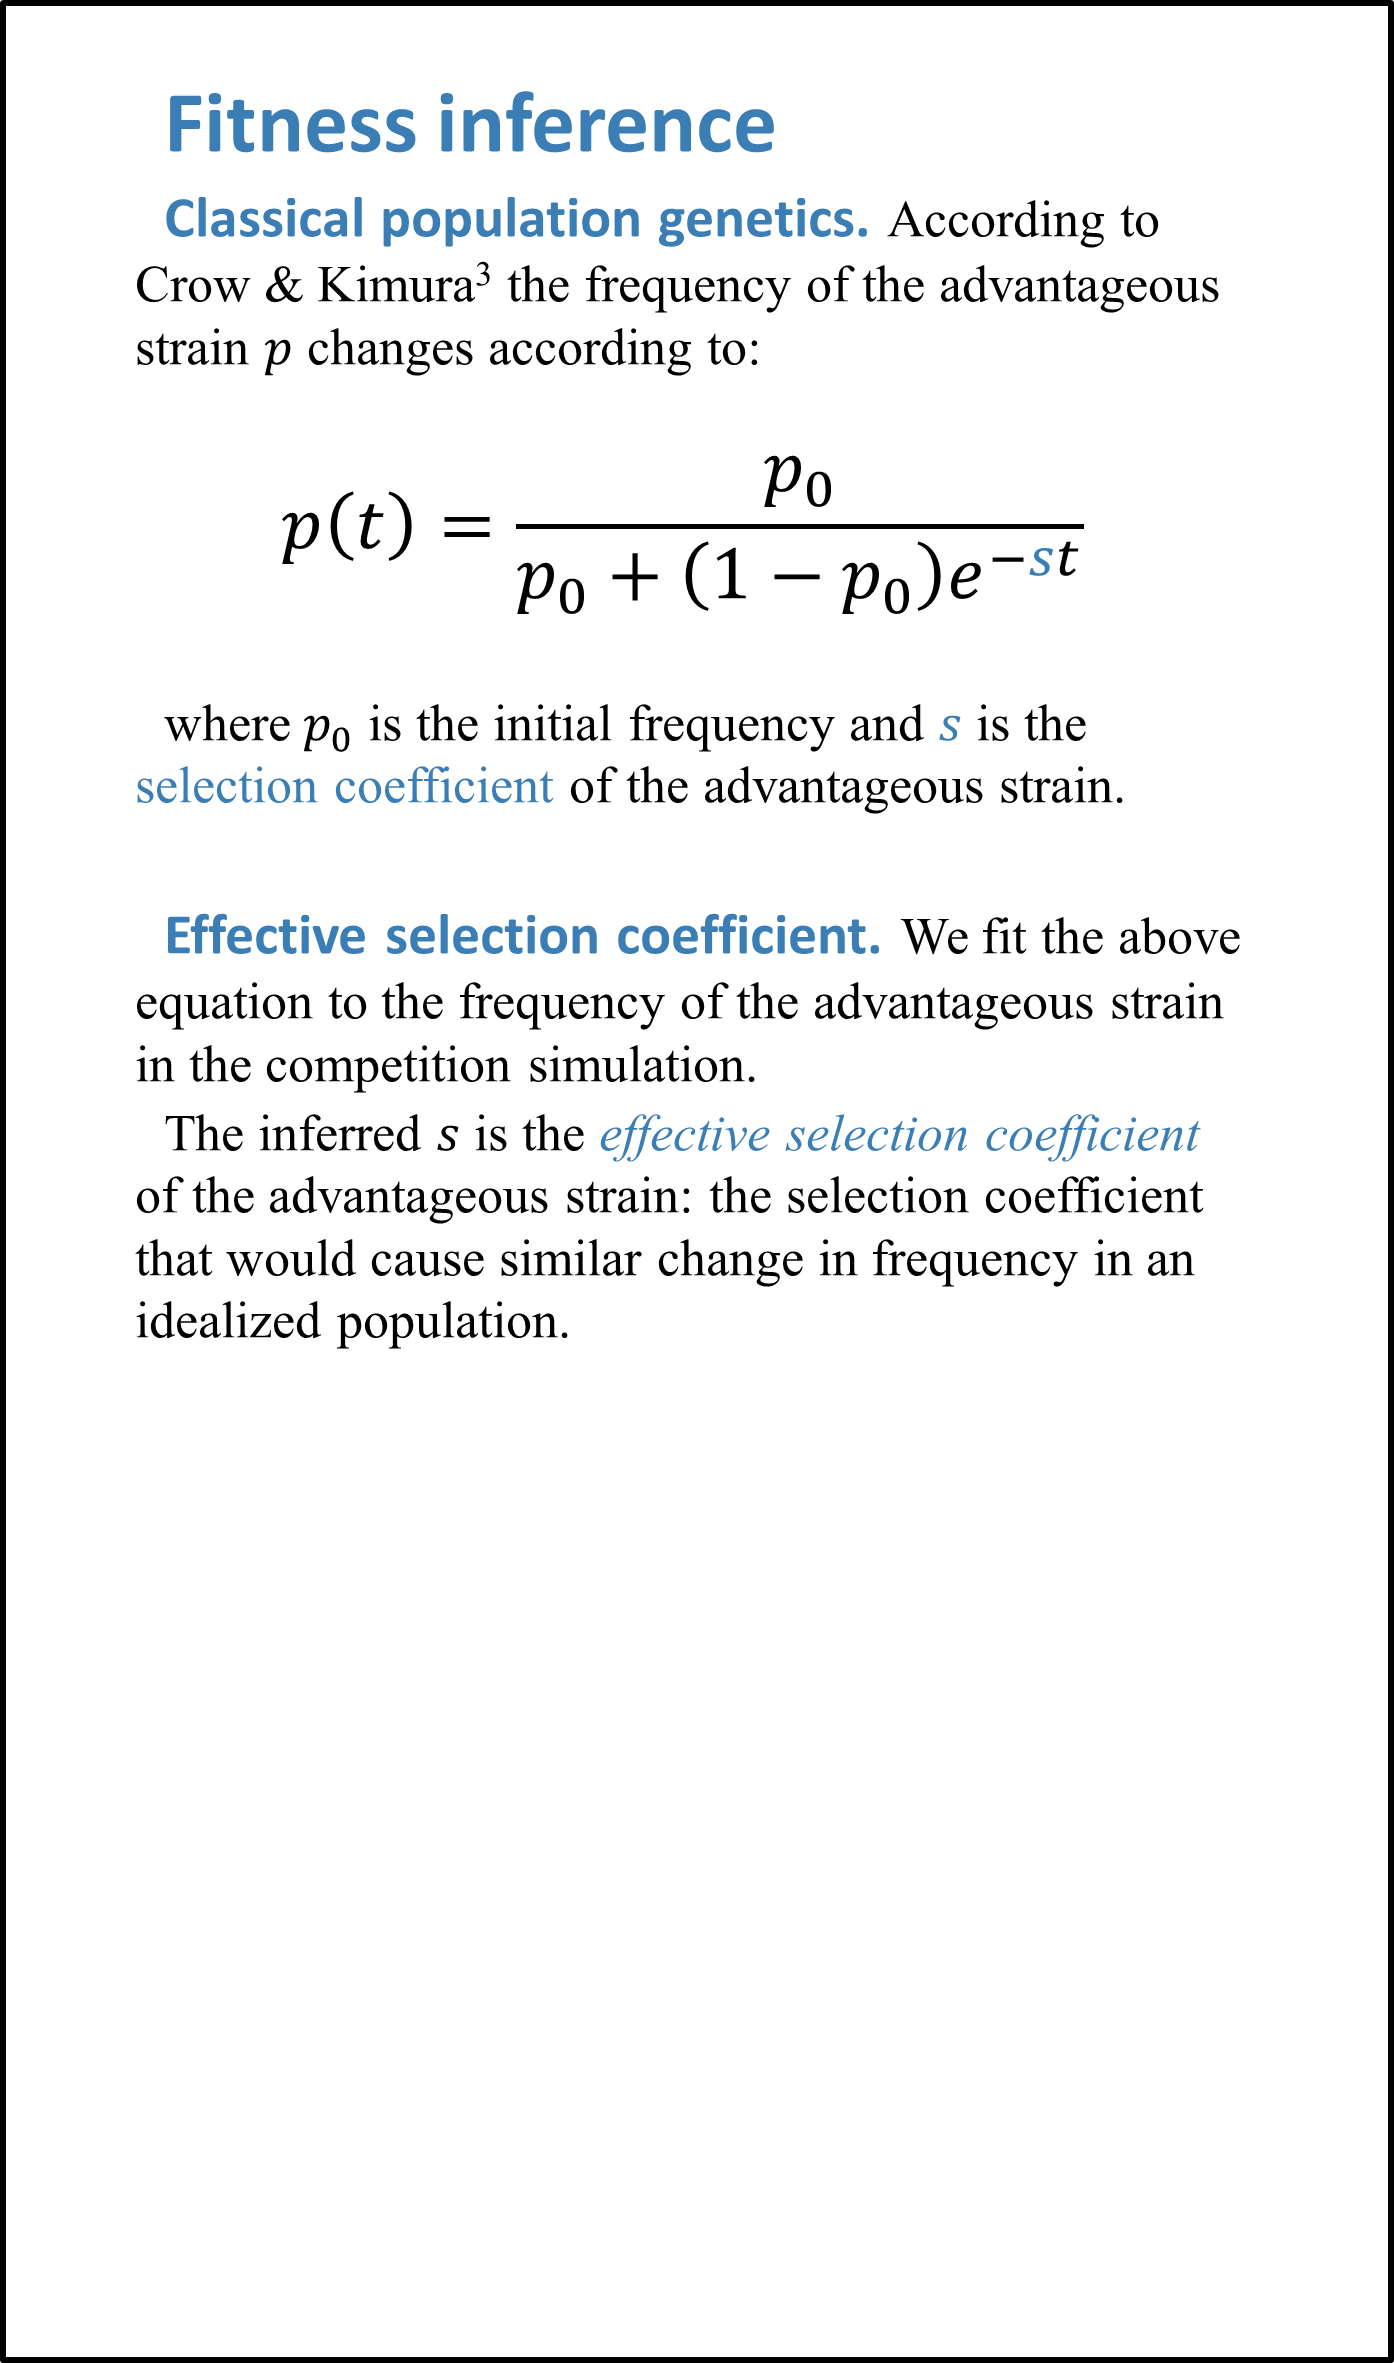 Fitness inference
Classical population genetics. According to
Crow & Kimura³ the frequency of the advantageous
strain 𝑝 changes according to:
𝑝(𝑡) = 𝑝₀ / (𝑝₀ + (1 − 𝑝₀)𝑒^(−𝑠𝑡))
where 𝑝₀ is the initial frequency and 𝑠 is the
selection coefficient of the advantageous strain.
Effective selection coefficient. We fit the above
equation to the frequency of the advantageous strain
in the competition simulation.
The inferred 𝑠 is the effective selection coefficient
of the advantageous strain: the selection coefficient
that would cause similar change in frequency in an
idealized population.